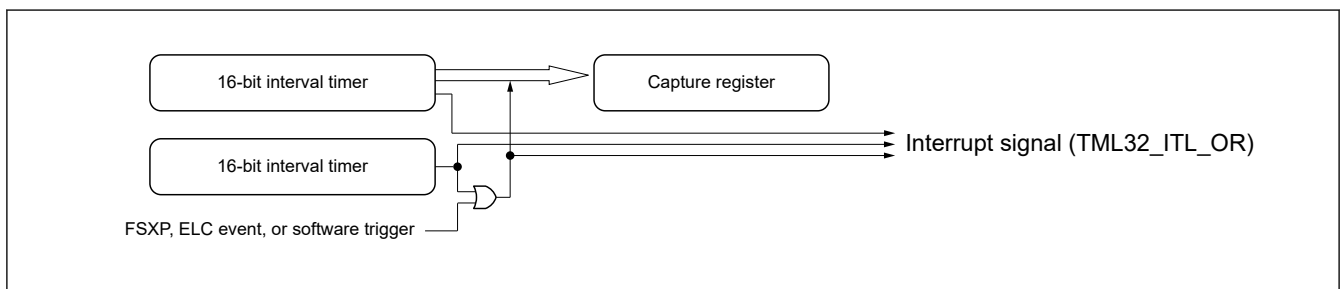 16-bit interval timer
Capture register
Interrupt signal (TML32_ITL_OR)
16-bit interval timer
FSXP, ELC event, or software trigger